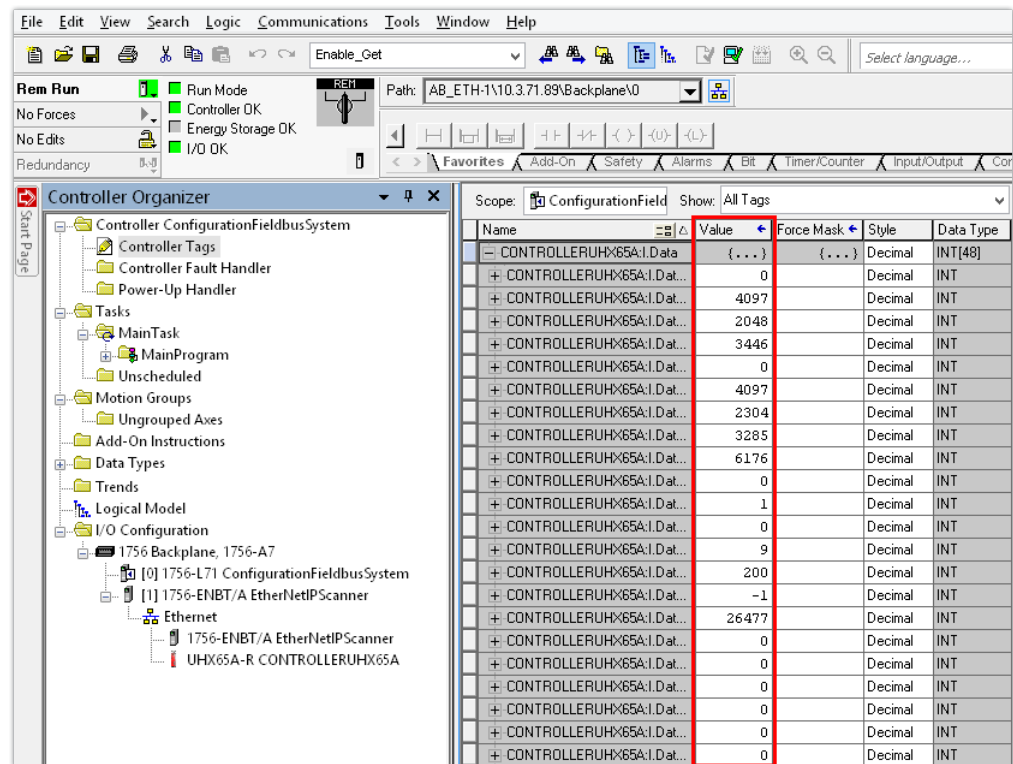 File Edit View Search Logic Communications Tools Window Help
Enable_Get
Select language...
Rem Run
No Forces
No Edits
Redundancy
Run Mode
Controller OK
Energy Storage OK
I/O OK
REM
Path: AB_ETH-1\10.3.71.89\Backplane\0
Favorites Add-On Safety Alarms Bit Timer/Counter Input/Output Cor
Start Page
Controller Organizer
Controller ConfigurationFieldbusSystem
Controller Tags
Controller Fault Handler
Power-Up Handler
Tasks
MainTask
MainProgram
Unscheduled
Motion Groups
Ungrouped Axes
Add-On Instructions
Data Types
Trends
Logical Model
I/O Configuration
1756 Backplane, 1756-A7
[0] 1756-L71 ConfigurationFieldbusSystem
[1] 1756-ENBT/A EtherNetIPScanner
Ethernet
1756-ENBT/A EtherNetIPScanner
UHX65A-R CONTROLLERUHX65A
Scope: ConfigurationField Show: All Tags
Name Value Force Mask Style Data Type
CONTROLLERUHX65A:I.Data {...} {...} Decimal INT[48]
CONTROLLERUHX65A:I.Dat... 0 Decimal INT
CONTROLLERUHX65A:I.Dat... 4097 Decimal INT
CONTROLLERUHX65A:I.Dat... 2048 Decimal INT
CONTROLLERUHX65A:I.Dat... 3446 Decimal INT
CONTROLLERUHX65A:I.Dat... 0 Decimal INT
CONTROLLERUHX65A:I.Dat... 4097 Decimal INT
CONTROLLERUHX65A:I.Dat... 2304 Decimal INT
CONTROLLERUHX65A:I.Dat... 3285 Decimal INT
CONTROLLERUHX65A:I.Dat... 6176 Decimal INT
CONTROLLERUHX65A:I.Dat... 0 Decimal INT
CONTROLLERUHX65A:I.Dat... 1 Decimal INT
CONTROLLERUHX65A:I.Dat... 0 Decimal INT
CONTROLLERUHX65A:I.Dat... 9 Decimal INT
CONTROLLERUHX65A:I.Dat... 200 Decimal INT
CONTROLLERUHX65A:I.Dat... -1 Decimal INT
CONTROLLERUHX65A:I.Dat... 26477 Decimal INT
CONTROLLERUHX65A:I.Dat... 0 Decimal INT
CONTROLLERUHX65A:I.Dat... 0 Decimal INT
CONTROLLERUHX65A:I.Dat... 0 Decimal INT
CONTROLLERUHX65A:I.Dat... 0 Decimal INT
CONTROLLERUHX65A:I.Dat... 0 Decimal INT
CONTROLLERUHX65A:I.Dat... 0 Decimal INT